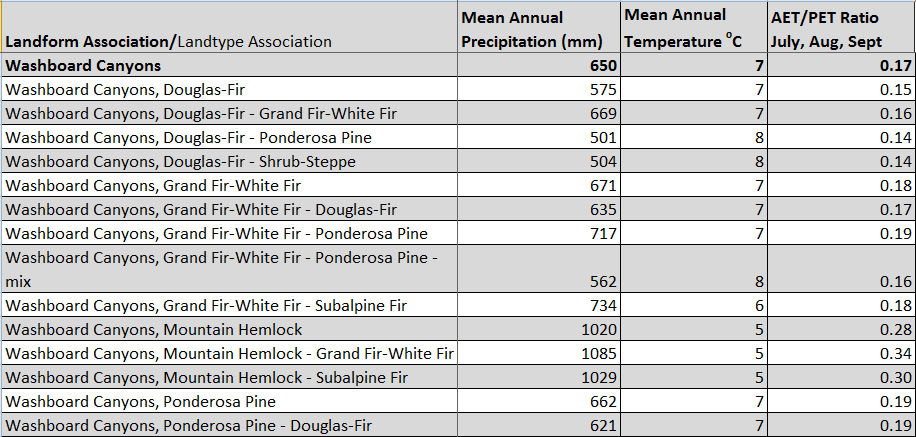 Landform Association/Landtype Association Mean Annual Precipitation (mm) Mean Annual Temperature °C AET/PET Ratio July, Aug, Sept
Washboard Canyons 650 7 0.17
Washboard Canyons, Douglas-Fir 575 7 0.15
Washboard Canyons, Douglas-Fir - Grand Fir-White Fir 669 7 0.16
Washboard Canyons, Douglas-Fir - Ponderosa Pine 501 8 0.14
Washboard Canyons, Douglas-Fir - Shrub-Steppe 504 8 0.14
Washboard Canyons, Grand Fir-White Fir 671 7 0.18
Washboard Canyons, Grand Fir-White Fir - Douglas-Fir 635 7 0.17
Washboard Canyons, Grand Fir-White Fir - Ponderosa Pine 717 7 0.19
Washboard Canyons, Grand Fir-White Fir - Ponderosa Pine -
mix 562 8 0.16
Washboard Canyons, Grand Fir-White Fir - Subalpine Fir 734 6 0.18
Washboard Canyons, Mountain Hemlock 1020 5 0.28
Washboard Canyons, Mountain Hemlock - Grand Fir-White Fir 1085 5 0.34
Washboard Canyons, Mountain Hemlock - Subalpine Fir 1029 5 0.30
Washboard Canyons, Ponderosa Pine 662 7 0.19
Washboard Canyons, Ponderosa Pine - Douglas-Fir 621 7 0.19